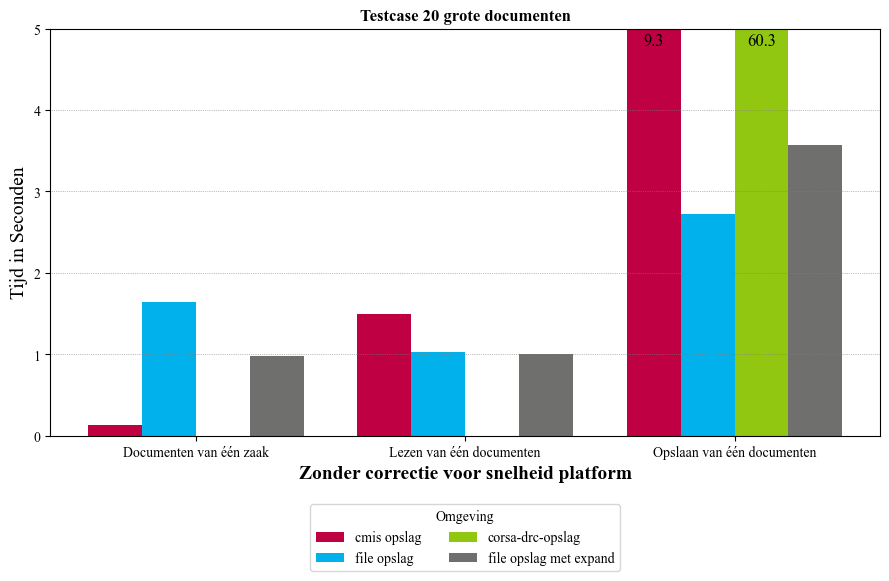 Testcase 20 grote documenten
Tijd in Seconden
5
4
3
2
1
0
9.3
60.3
Documenten van één zaak
Lezen van één documenten
Opslaan van één documenten
Zonder correctie voor snelheid platform
Omgeving
cmis opslag
corsa-drc-opslag
file opslag
file opslag met expand